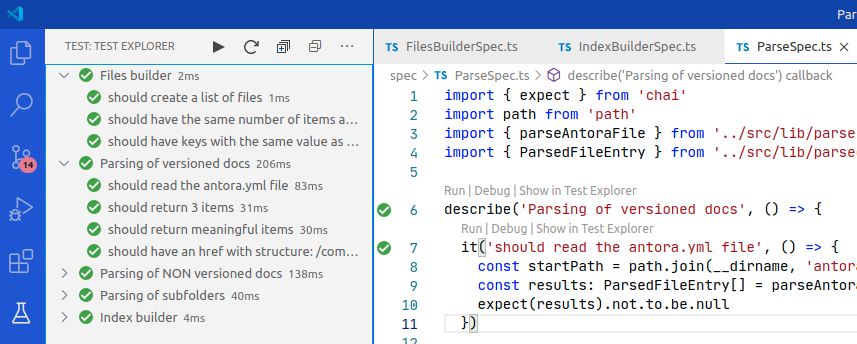 Par
TEST: TEST EXPLORER
Files builder 2ms
should create a list of files 1ms
should have the same number of items a...
should have keys with the same value as ...
Parsing of versioned docs 206ms
should read the antora.yml file 83ms
should return 3 items 31ms
should return meaningful items 30ms
should have an href with structure: /com...
Parsing of NON versioned docs 138ms
Parsing of subfolders 40ms
Index builder 4ms
14
TS FilesBuilderSpec.ts
TS IndexBuilderSpec.ts
TS ParseSpec.ts
spec > TS ParseSpec.ts > describe('Parsing of versioned docs') callback
1 import { expect } from 'chai'
2 import path from 'path'
3 import { parseAntoraFile } from '../src/lib/parse
4 import { ParsedFileEntry } from '../src/lib/parse
5
Run | Debug | Show in Test Explorer
6 describe('Parsing of versioned docs', () => {
Run | Debug | Show in Test Explorer
7 it('should read the antora.yml file', () => {
8 const startPath = path.join(__dirname, 'antora
9 const results: ParsedFileEntry[] = parseAntora
10 expect(results).not.to.be.null
11 })
12